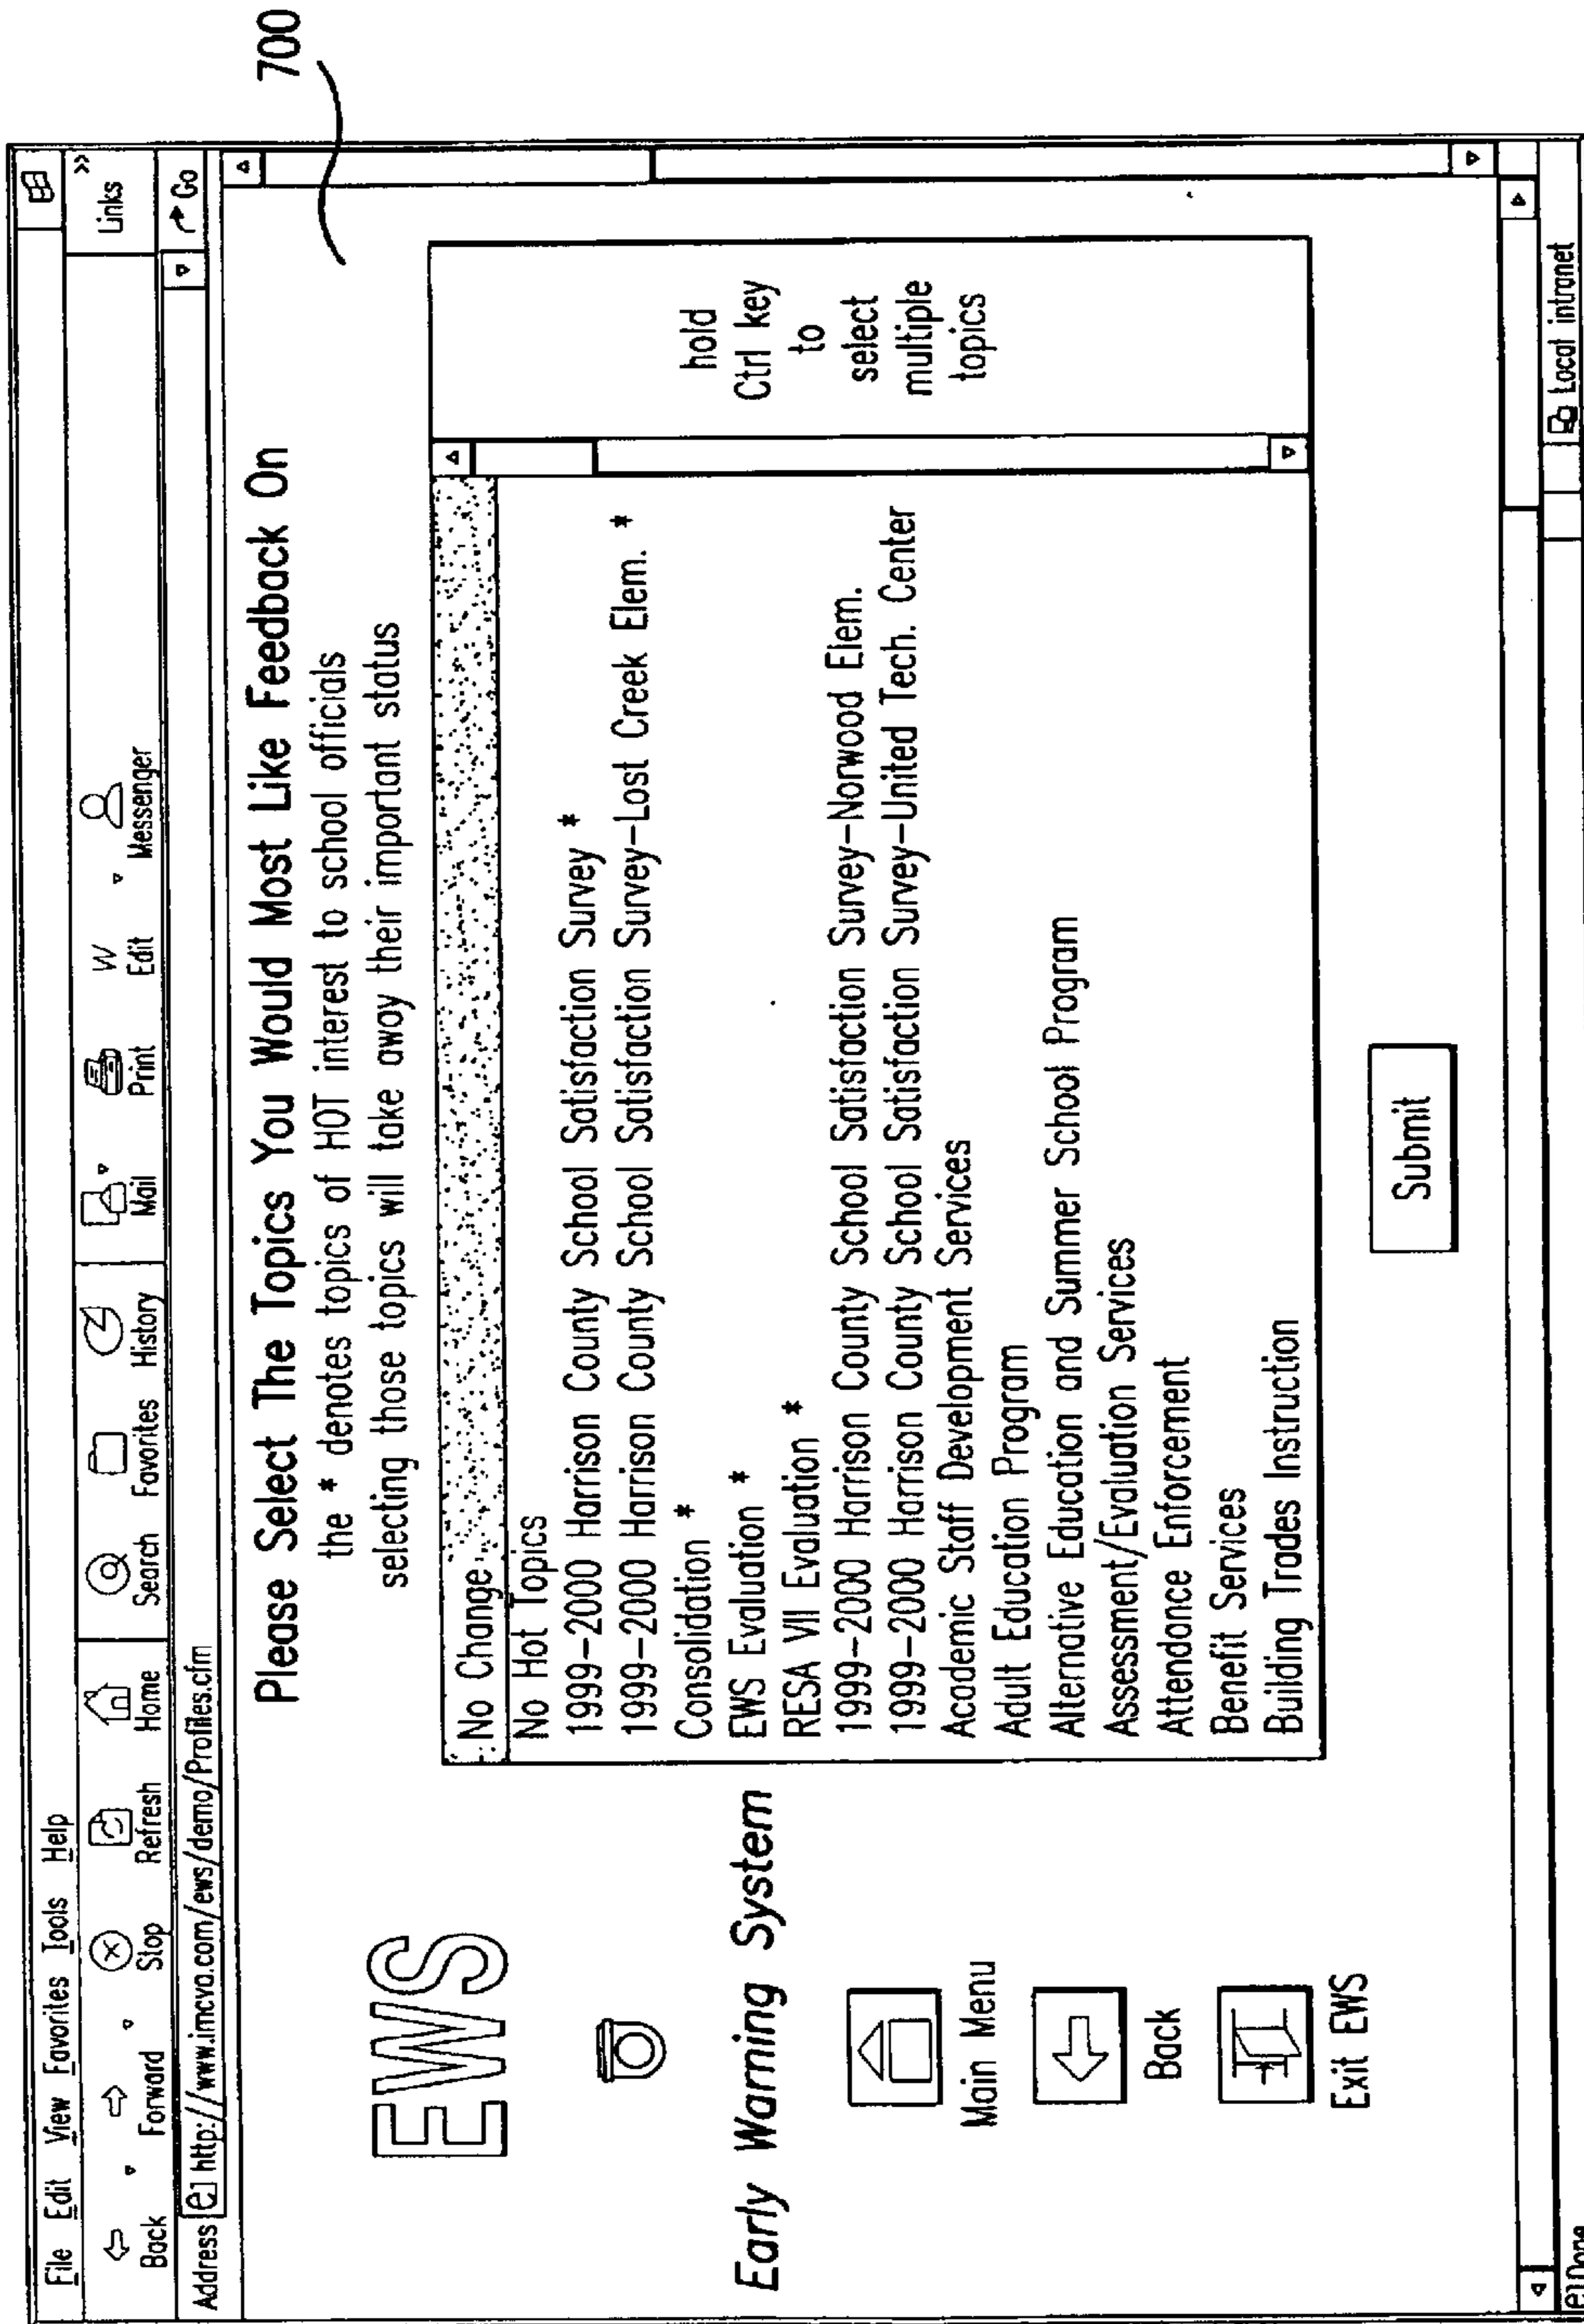 700
File Edit View Favorites Tools Help
Back Forward Stop Refresh Home Search Favorites History Mail Print Edit Messenger Links »
Address http://www.imcva.com/ews/demo/Profiles.cfm Go
EWS
Early Warning System
Main Menu
Back
Exit EWS
Please Select The Topics You Would Most Like Feedback On
the * denotes topics of HOT interest to school officials
selecting those topics will take away their important status
No Change
No Hot Topics
1999-2000 Harrison County School Satisfaction Survey *
1999-2000 Harrison County School Satisfaction Survey-Lost Creek Elem. *
Consolidation *
EWS Evaluation *
RESA VII Evaluation *
1999-2000 Harrison County School Satisfaction Survey-Norwood Elem.
1999-2000 Harrison County School Satisfaction Survey-United Tech. Center
Academic Staff Development Services
Adult Education Program
Alternative Education and Summer School Program
Assessment/Evaluation Services
Attendance Enforcement
Benefit Services
Building Trades Instruction
hold
Ctrl key
to
select
multiple
topics
Submit
Done
Local intranet